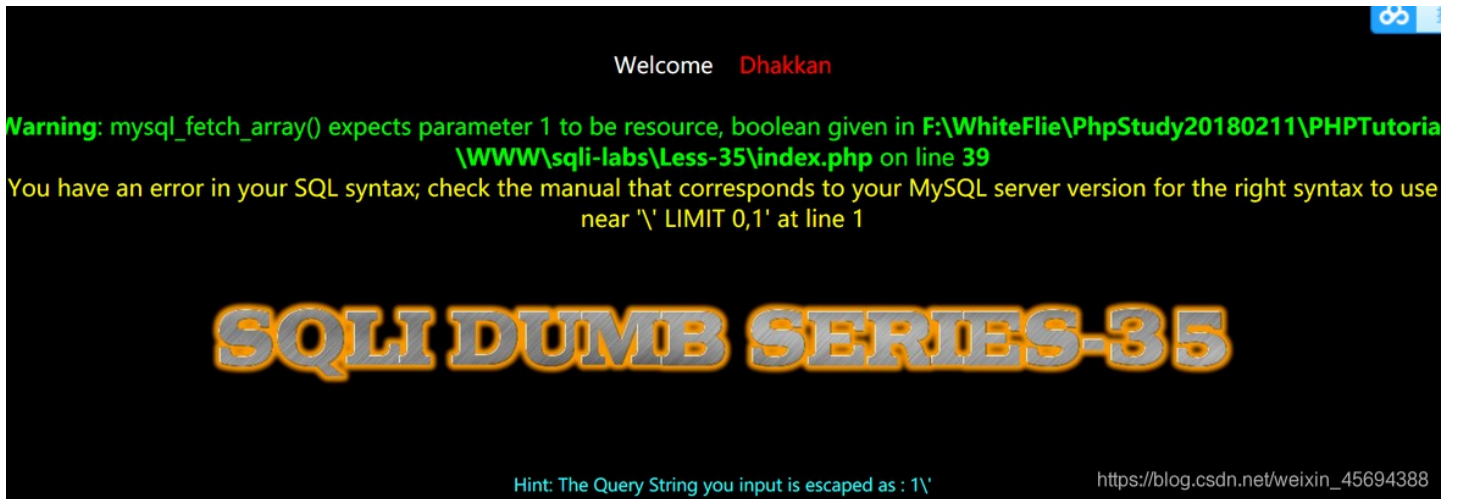 Welcome Dhakkan
Warning: mysql_fetch_array() expects parameter 1 to be resource, boolean given in F:\WhiteFlie\PhpStudy20180211\PHPTutoria
\WWW\sqli-labs\Less-35\index.php on line 39
You have an error in your SQL syntax; check the manual that corresponds to your MySQL server version for the right syntax to use
near '\' LIMIT 0,1' at line 1
SQLI DUMB SERIES-35
Hint: The Query String you input is escaped as : 1\'
https://blog.csdn.net/weixin_45694388